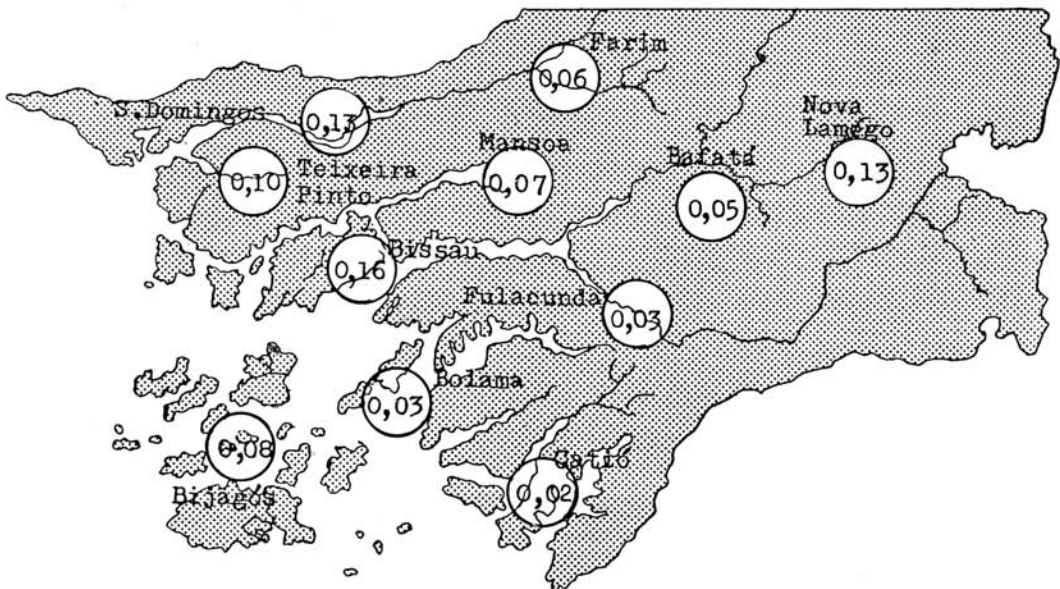 Farim
0,06
S.Domingos
0,13
Nova
Lamego
0,13
Mansoa
0,07
Bafatá
0,05
Teixeira
Pinto
0,10
Bissau
0,16
Fulacunda
0,03
Bolama
0,03
Bijagós
0,08
Catió
0,02